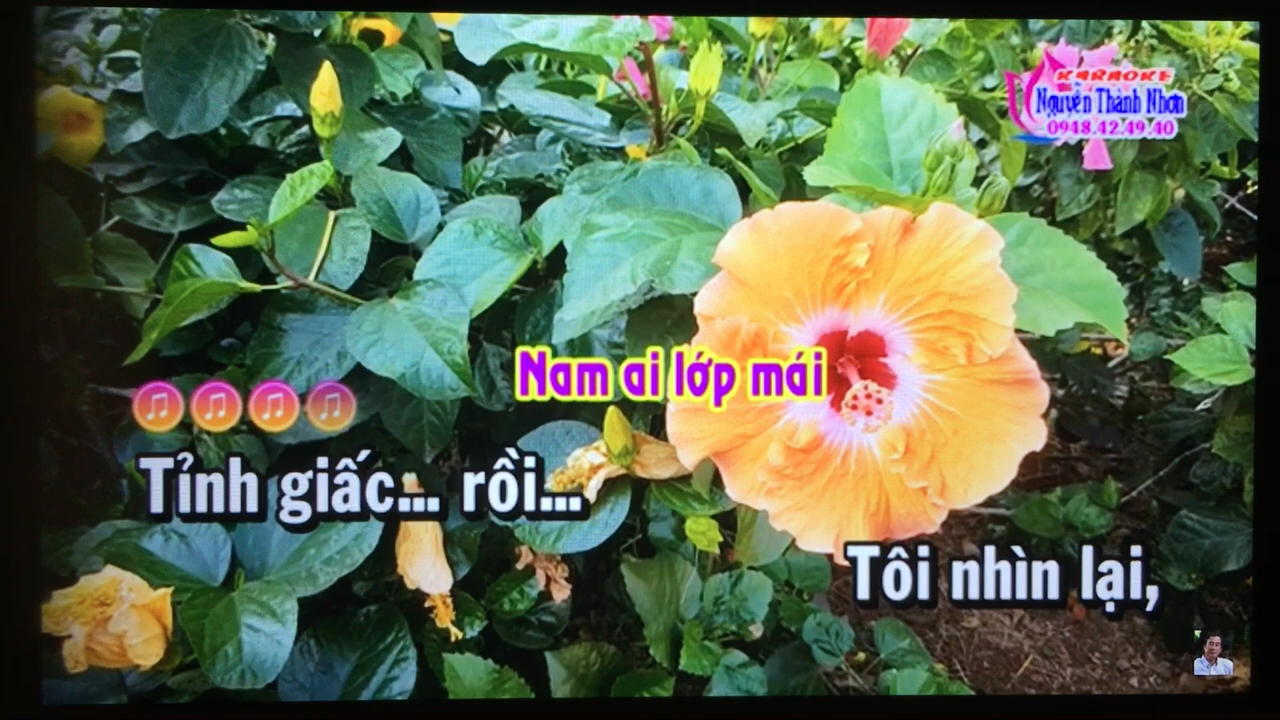 KARAOKE
Nguyễn Thành Nhơn
0948.42.49.40
Nam ai lớp mái
Tỉnh giấc... rồi...
Tôi nhìn lại,